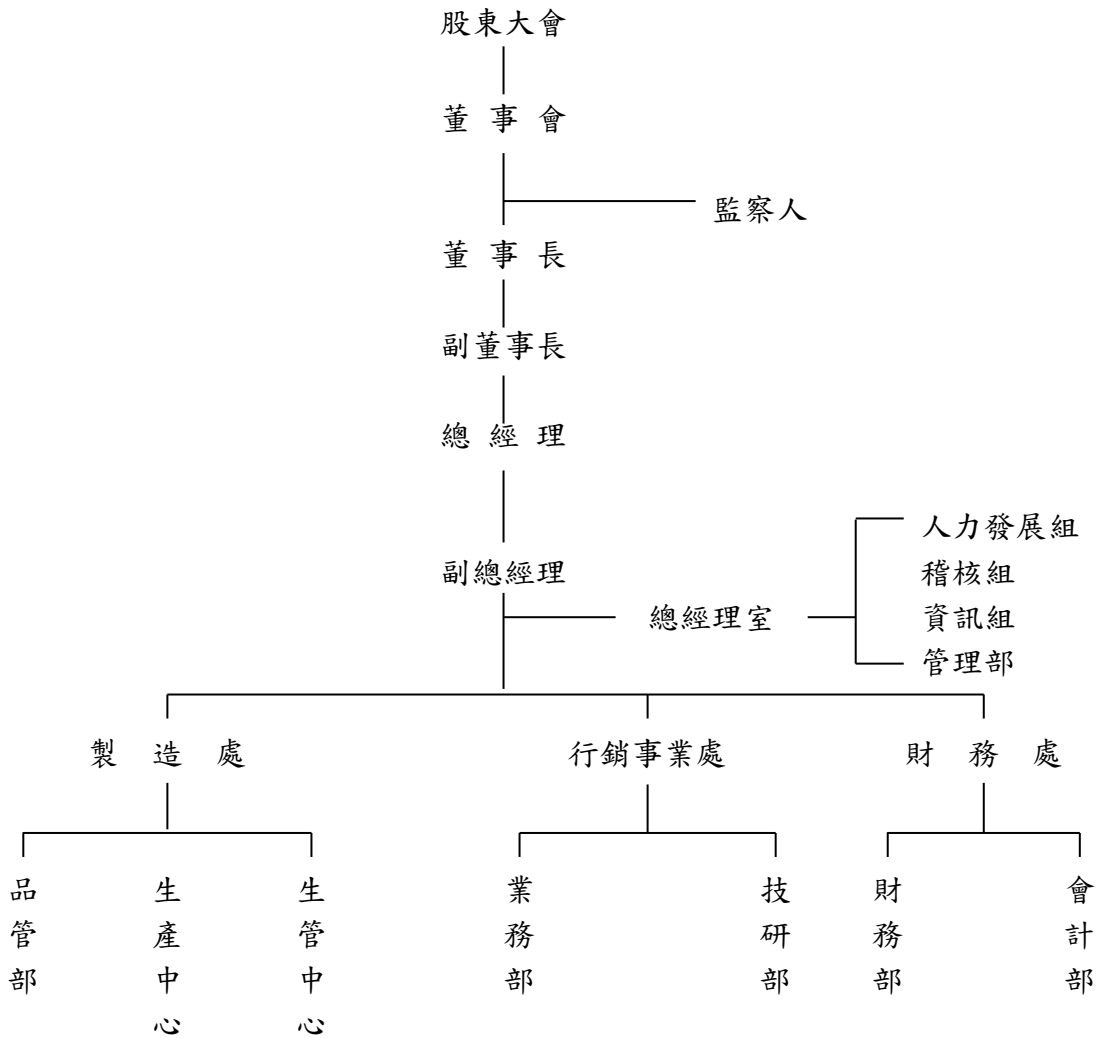 股東大會
董 事 會
監察人
董 事 長
副董事長
總 經 理
人力發展組
副總經理
稽核組
總經理室
資訊組
管理部
製 造 處
行銷事業處
財 務 處
品管部
生產中心
生管中心
業務部
技研部
財務部
會計部